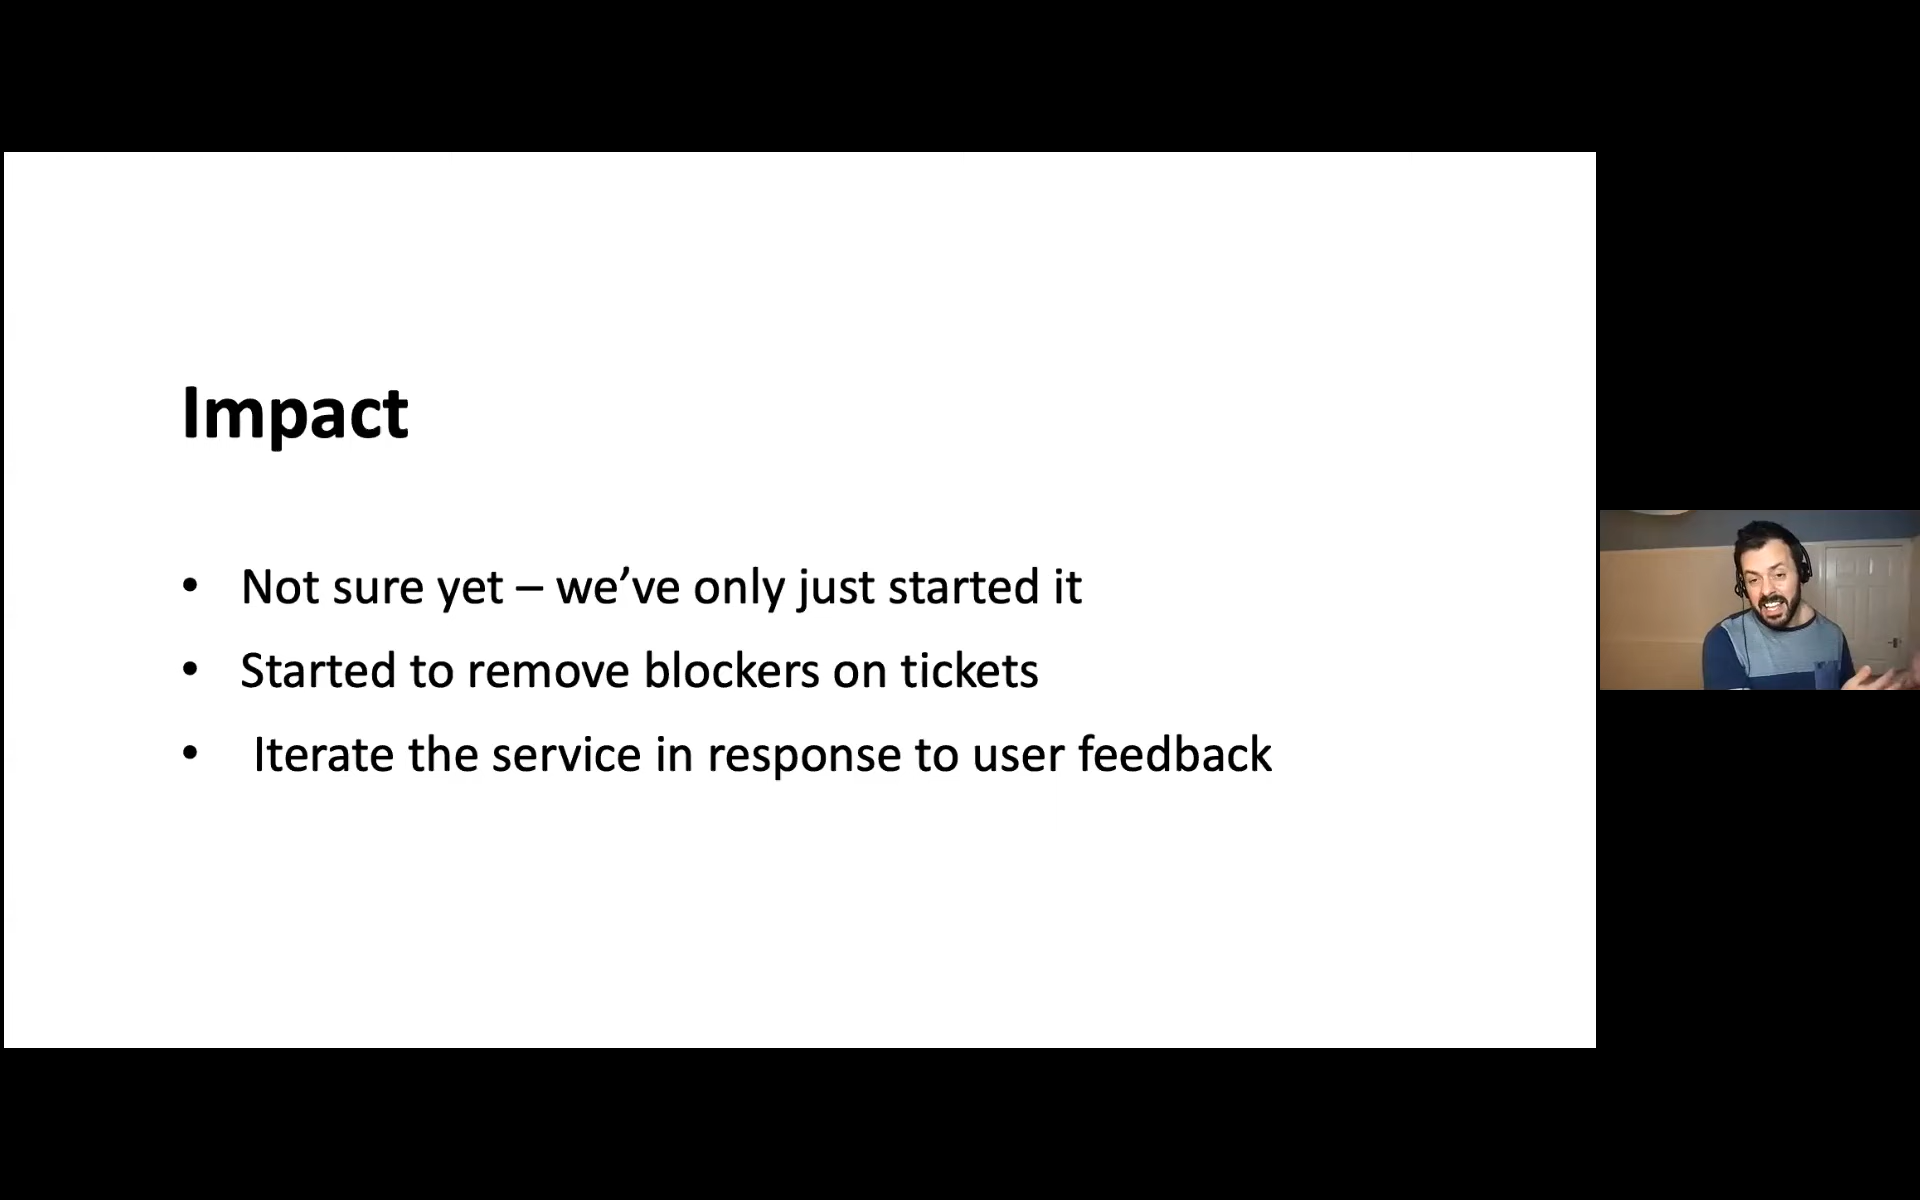 Impact
• Not sure yet – we’ve only just started it
• Started to remove blockers on tickets
• Iterate the service in response to user feedback